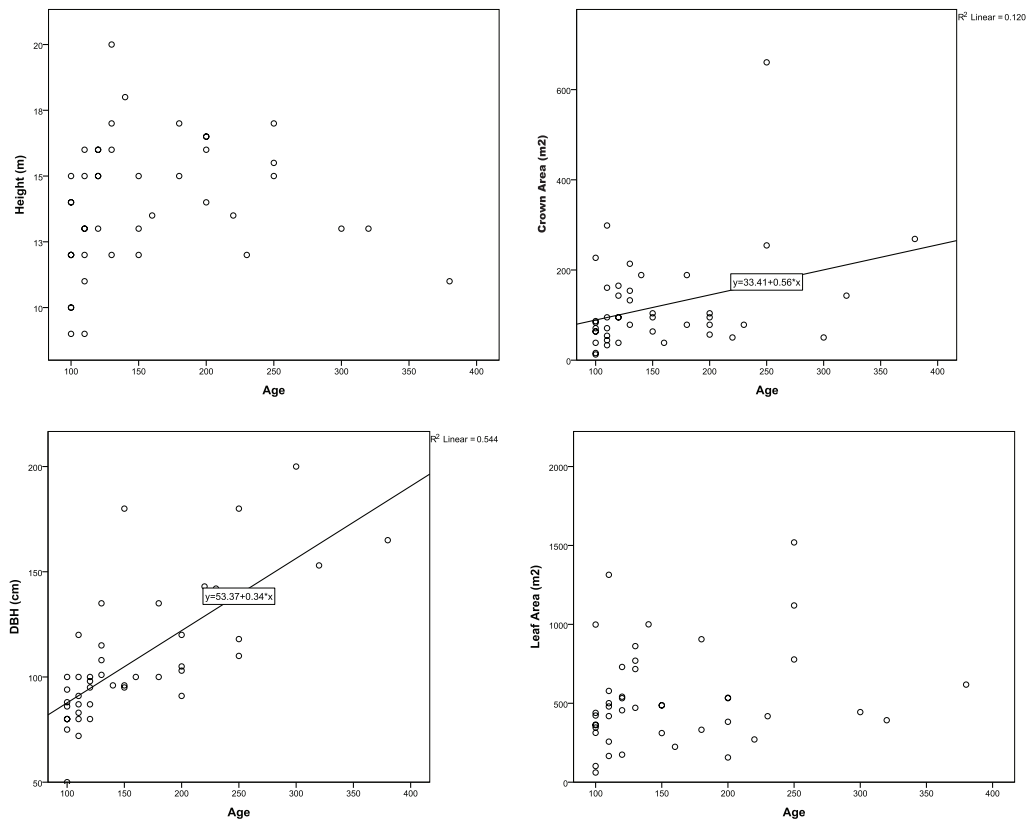 20
18
15
13
10
Height (m)
100 150 200 250 300 350 400
Age
R2 Linear = 0.120
600
400
200
0
Crown Area (m2)
y=33.41+0.56*x
100 150 200 250 300 350 400
Age
R2 Linear = 0.544
200
150
100
50
DBH (cm)
y=53.37+0.34*x
100 150 200 250 300 350 400
Age
2000
1500
1000
500
0
Leaf Area (m2)
100 150 200 250 300 350 400
Age